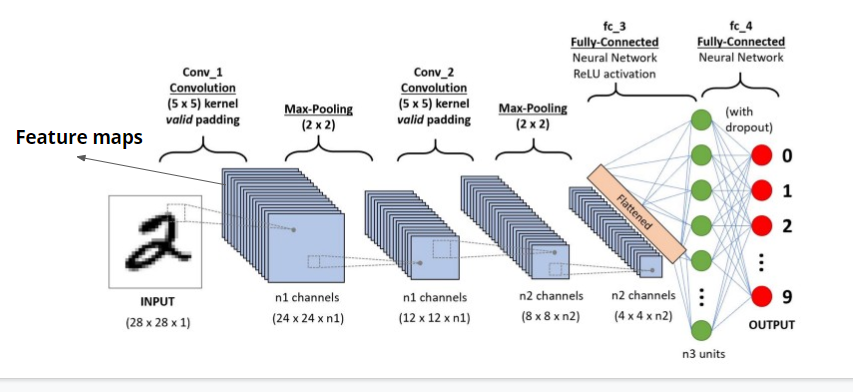 fc_3
Fully-Connected
Neural Network
ReLU activation
fc_4
Fully-Connected
Neural Network
(with
dropout)
Conv_1
Convolution
(5 x 5) kernel
valid padding
Max-Pooling
(2 x 2)
Conv_2
Convolution
(5 x 5) kernel
valid padding
Max-Pooling
(2 x 2)
Feature maps
Flattened
0
1
2
9
INPUT
(28 x 28 x 1)
n1 channels
(24 x 24 x n1)
n1 channels
(12 x 12 x n1)
n2 channels
(8 x 8 x n2)
n2 channels
(4 x 4 x n2)
OUTPUT
n3 units
2